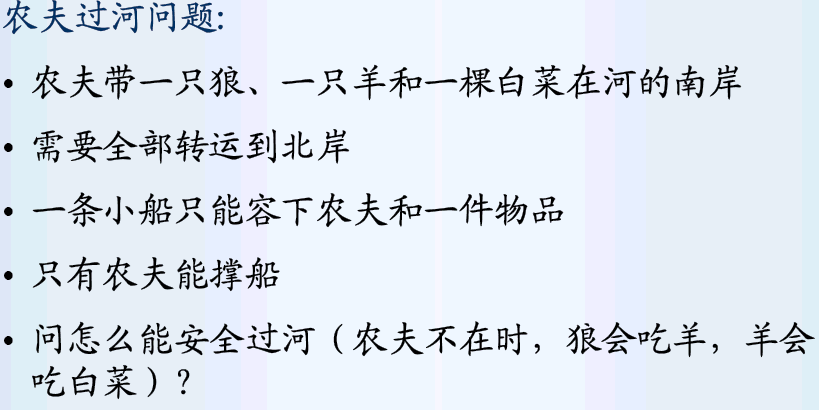 农夫过河问题:
• 农夫带一只狼、一只羊和一棵白菜在河的南岸
• 需要全部转运到北岸
• 一条小船只能容下农夫和一件物品
• 只有农夫能撑船
• 问怎么能安全过河（农夫不在时，狼会吃羊，羊会
吃白菜）？